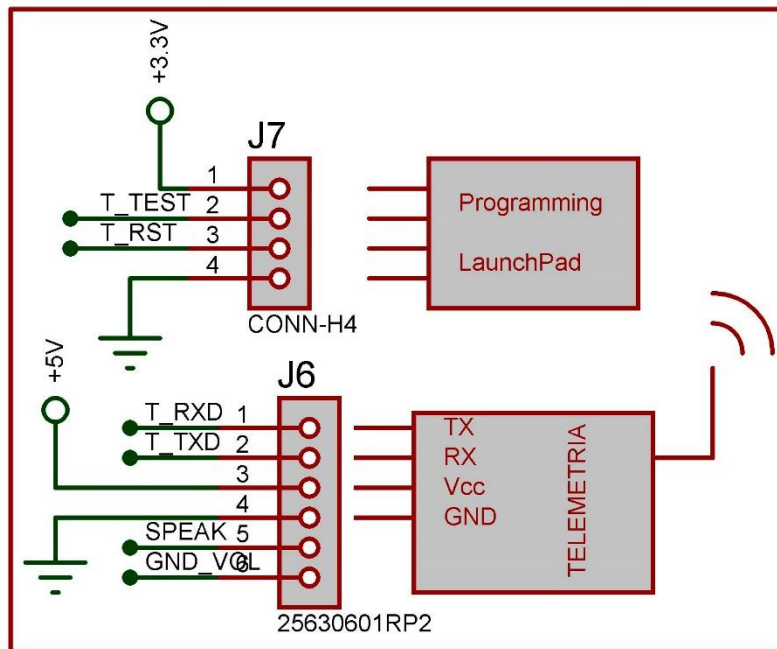 +3.3V
J7
1
T_TEST 2
T_RST 3
4
CONN-H4
Programming
LaunchPad
+5V
J6
T_RXD 1
T_TXD 2
3
4
SPEAK 5
GND_VOL 6
25630601RP2
TX
RX
Vcc
GND
TELEMETRIA